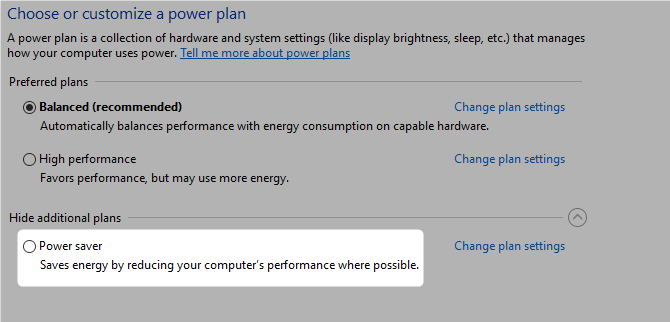 Choose or customize a power plan
A power plan is a collection of hardware and system settings (like display brightness, sleep, etc.) that manages
how your computer uses power. Tell me more about power plans
Preferred plans
Balanced (recommended) Change plan settings
Automatically balances performance with energy consumption on capable hardware.
High performance Change plan settings
Favors performance, but may use more energy.
Hide additional plans
Power saver Change plan settings
Saves energy by reducing your computer's performance where possible.